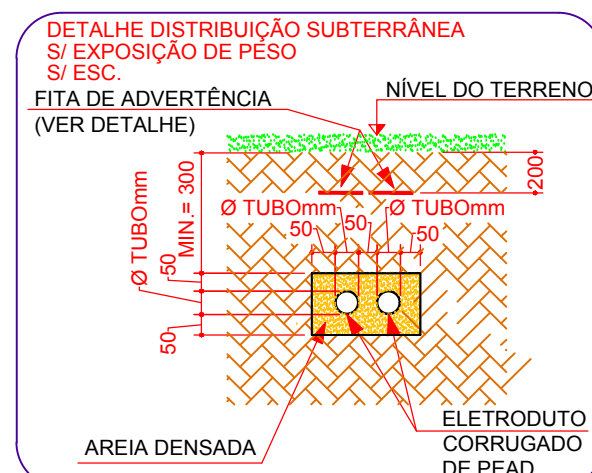 DETALHE DISTRIBUIÇÃO SUBTERRÂNEA
S/ EXPOSIÇÃO DE PESO
S/ ESC.
FITA DE ADVERTÊNCIA
(VER DETALHE)
NÍVEL DO TERRENO
200
MIN.= 300
Ø TUBOmm
Ø TUBOmm
Ø TUBOmm
50
50
50
50
50
AREIA DENSADA
ELETRODUTO
CORRUGADO
DE PEAD